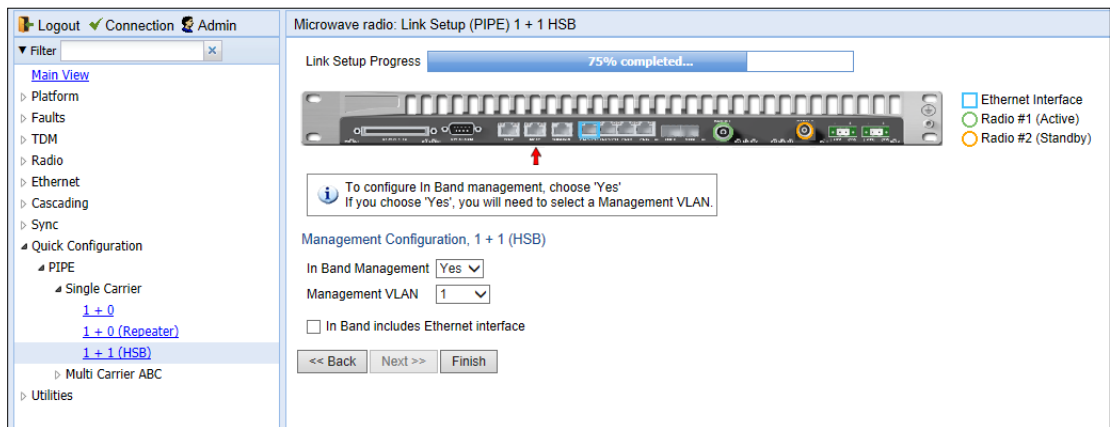 Logout Connection Admin
Microwave radio: Link Setup (PIPE) 1 + 1 HSB
Filter
Main View
Platform
Faults
TDM
Radio
Ethernet
Cascading
Sync
Quick Configuration
PIPE
Single Carrier
1 + 0
1 + 0 (Repeater)
1 + 1 (HSB)
Multi Carrier ABC
Utilities
Link Setup Progress 75% completed...
Ethernet Interface
Radio #1 (Active)
Radio #2 (Standby)
To configure In Band management, choose 'Yes'
If you choose 'Yes', you will need to select a Management VLAN.
Management Configuration, 1 + 1 (HSB)
In Band Management Yes
Management VLAN 1
In Band includes Ethernet interface
<< Back Next >> Finish